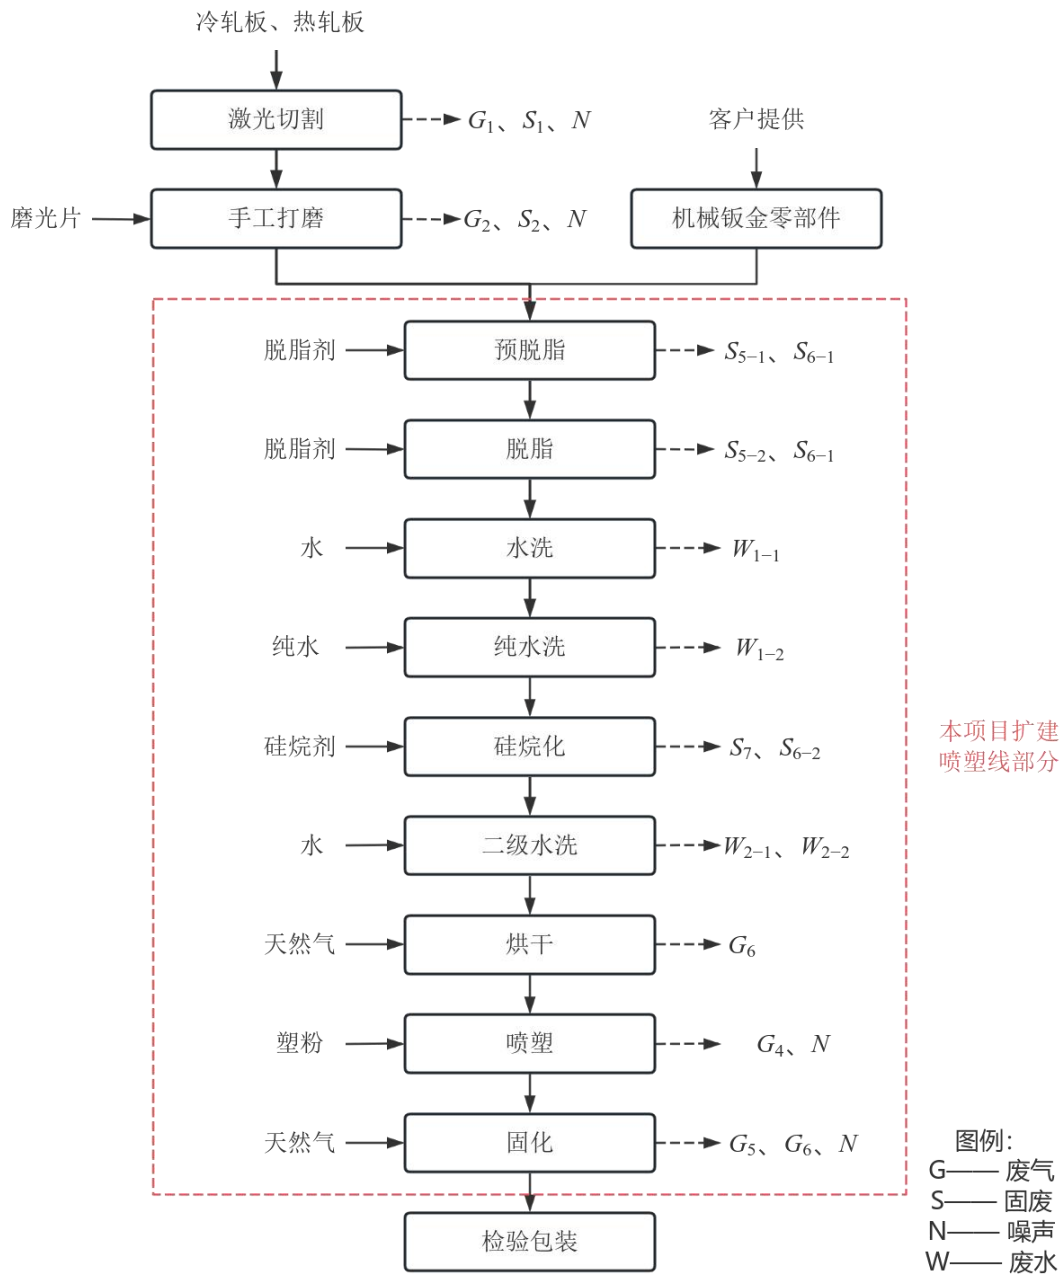 冷轧板、热轧板
激光切割
G₁、S₁、N
客户提供
磨光片
手工打磨
G₂、S₂、N
机械钣金零部件
脱脂剂
预脱脂
S₅₋₁、S₆₋₁
脱脂剂
脱脂
S₅₋₂、S₆₋₁
水
水洗
W₁₋₁
纯水
纯水洗
W₁₋₂
硅烷剂
硅烷化
S₇、S₆₋₂
本项目扩建
喷塑线部分
水
二级水洗
W₂₋₁、W₂₋₂
天然气
烘干
G₆
塑粉
喷塑
G₄、N
天然气
固化
G₅、G₆、N
检验包装
图例：
G—— 废气
S—— 固废
N—— 噪声
W—— 废水